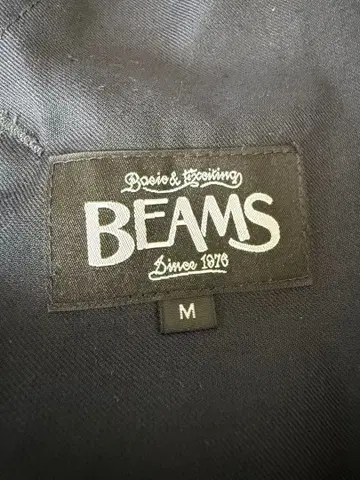 Basic & Exciting
BEAMS
Since 1976
M